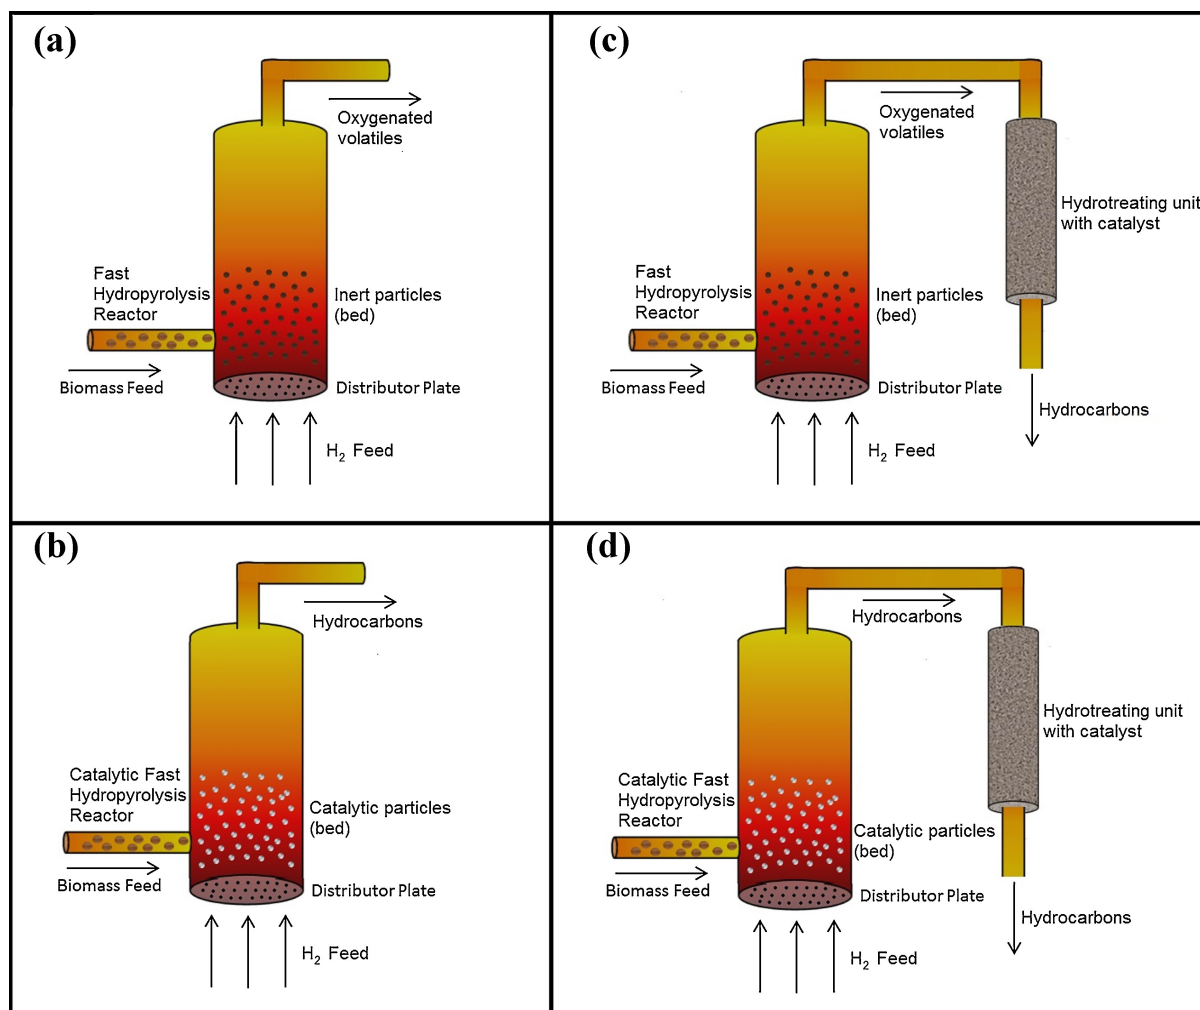 (a)
Oxygenated
volatiles
Fast
Hydropyrolysis
Reactor
Inert particles
(bed)
Biomass Feed
Distributor Plate
H2 Feed
(c)
Oxygenated
volatiles
Hydrotreating unit
with catalyst
Fast
Hydropyrolysis
Reactor
Inert particles
(bed)
Biomass Feed
Distributor Plate
Hydrocarbons
H2 Feed
(b)
Hydrocarbons
Catalytic Fast
Hydropyrolysis
Reactor
Catalytic particles
(bed)
Biomass Feed
Distributor Plate
H2 Feed
(d)
Hydrocarbons
Hydrotreating unit
with catalyst
Catalytic Fast
Hydropyrolysis
Reactor
Catalytic particles
(bed)
Biomass Feed
Distributor Plate
Hydrocarbons
H2 Feed